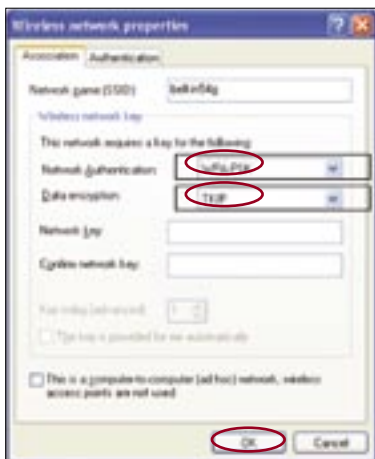 Wireless network properties
Association Authentication
Network name (SSID): belkin54g
Wireless network key
This network requires a key for the following:
Network Authentication: WPA-PSK
Data encryption: TKIP
Network key:
Confirm network key:
Key index (advanced): 1
The key is provided for me automatically
This is a computer-to-computer (ad hoc) network; wireless
access points are not used
OK Cancel